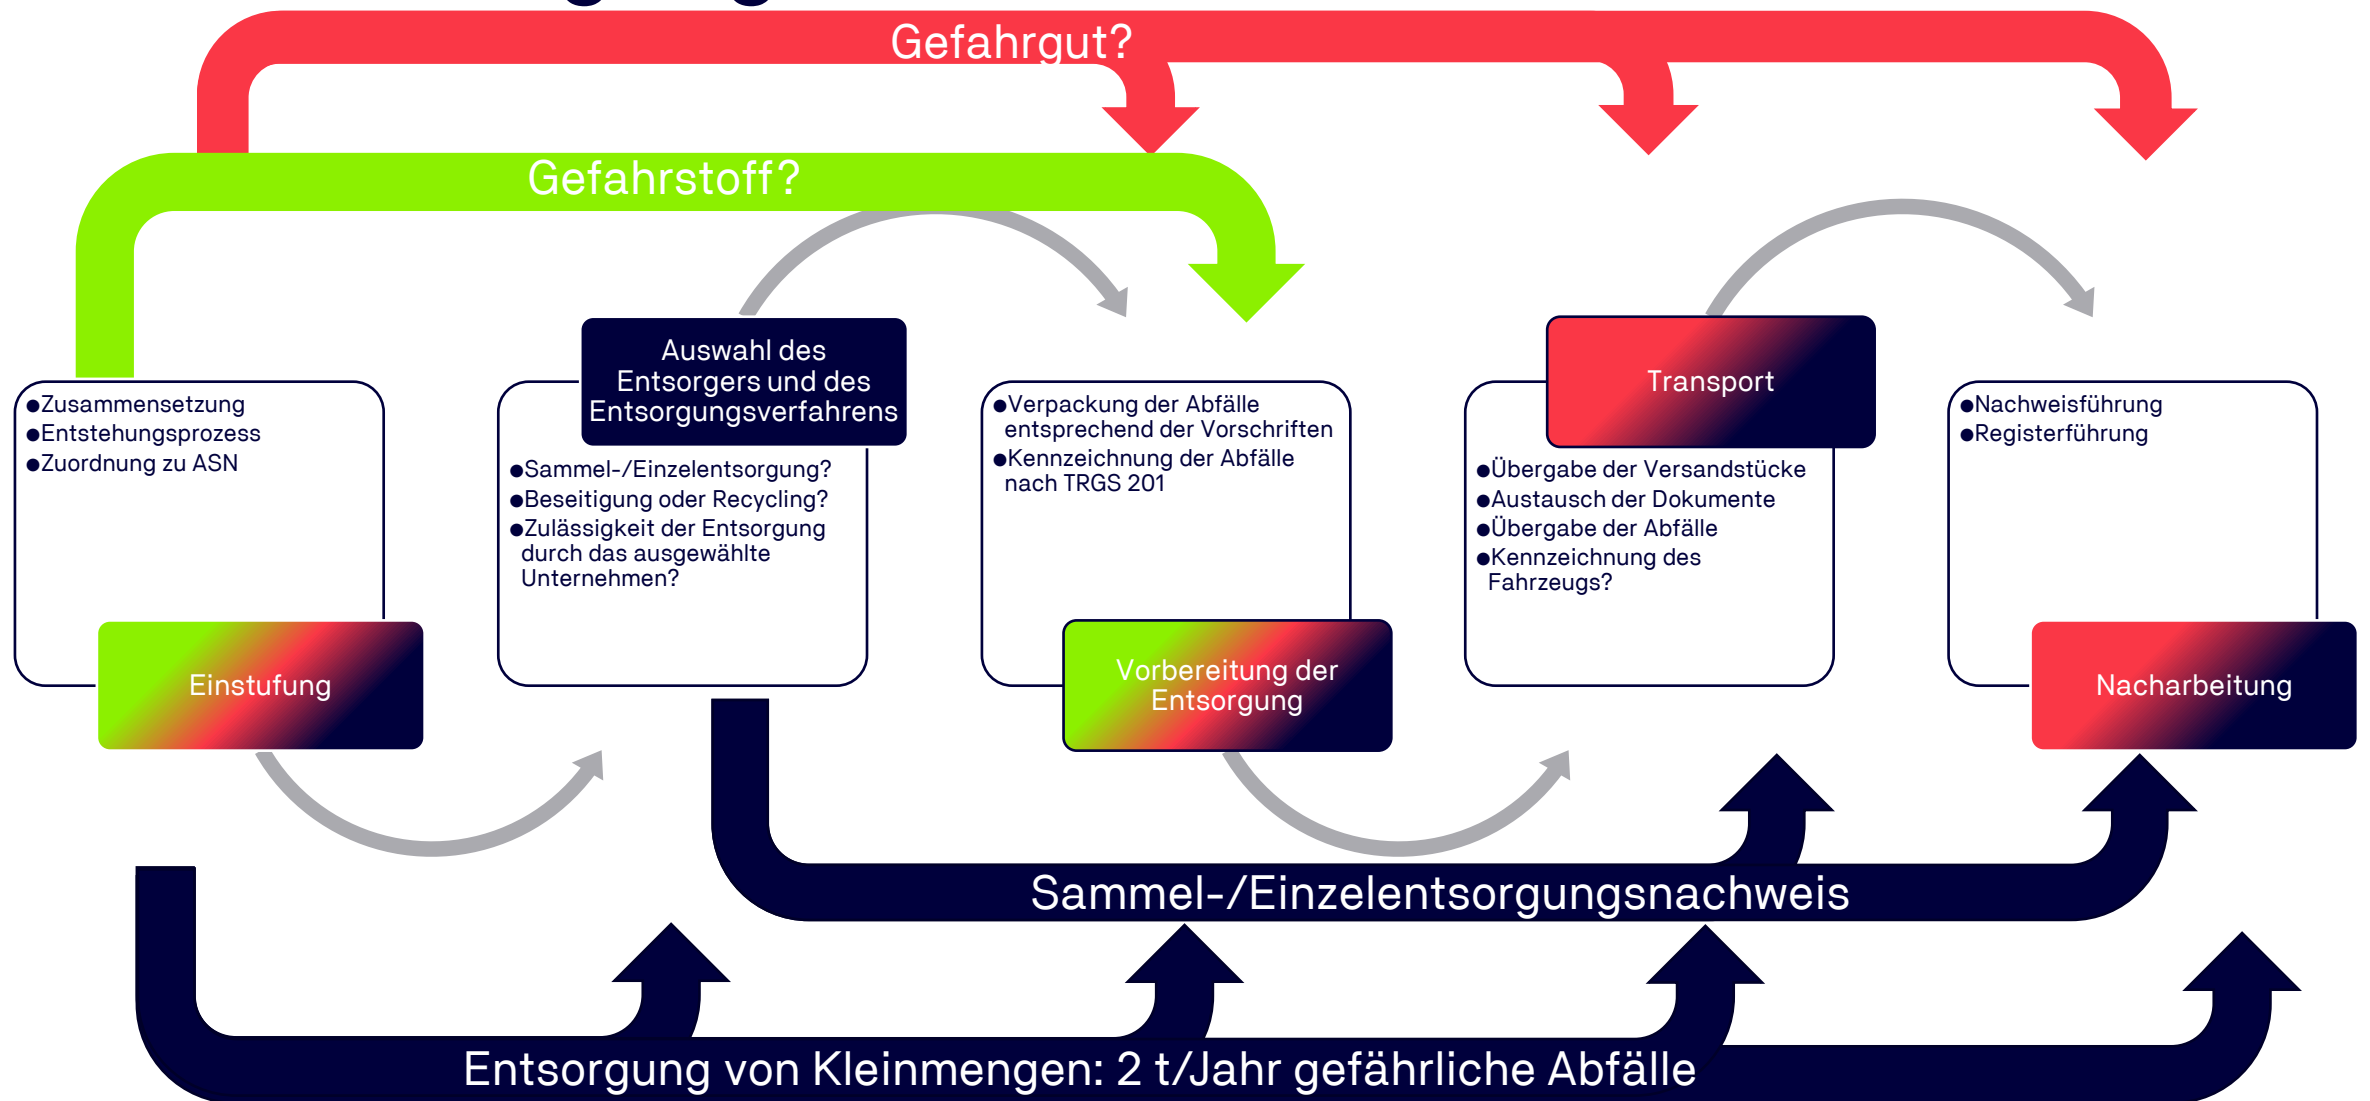 Gefahrgut?
Gefahrstoff?
●Zusammensetzung
●Entstehungsprozess
●Zuordnung zu ASN
Einstufung
Auswahl des
Entsorgers und des
Entsorgungsverfahrens
●Sammel-/Einzelentsorgung?
●Beseitigung oder Recycling?
●Zulässigkeit der Entsorgung
durch das ausgewählte
Unternehmen?
●Verpackung der Abfälle
entsprechend der Vorschriften
●Kennzeichnung der Abfälle
nach TRGS 201
Vorbereitung der
Entsorgung
Transport
●Übergabe der Versandstücke
●Austausch der Dokumente
●Übergabe der Abfälle
●Kennzeichnung des
Fahrzeugs?
●Nachweisführung
●Registerführung
Nacharbeitung
Sammel-/Einzelentsorgungsnachweis
Entsorgung von Kleinmengen: 2 t/Jahr gefährliche Abfälle